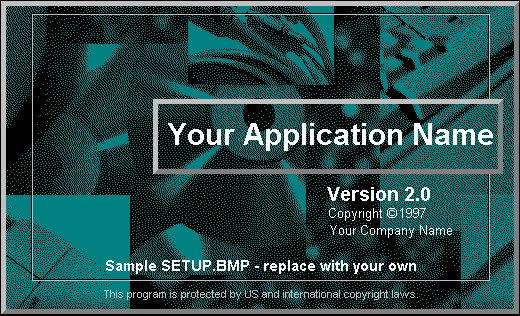 Your Application Name
Version 2.0
Copyright ©1997
Your Company Name
Sample SETUP.BMP - replace with your own
This program is protected by US and international copyright laws.